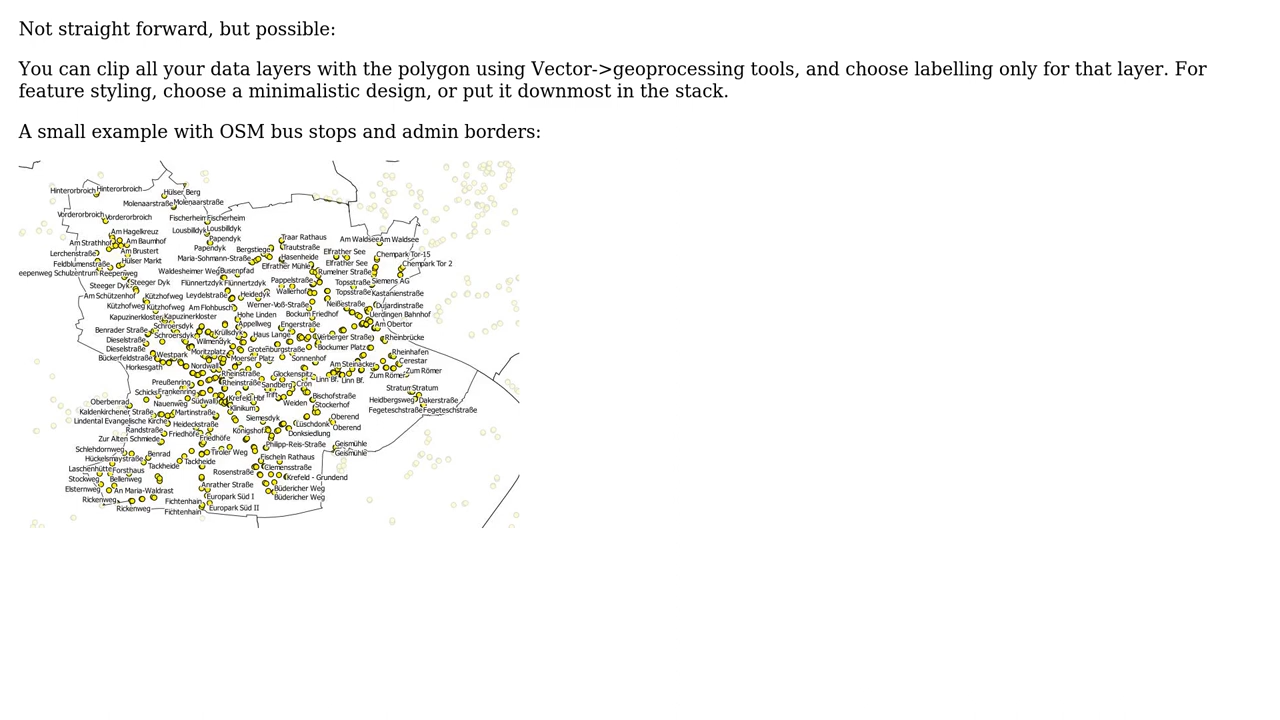 Not straight forward, but possible:
You can clip all your data layers with the polygon using Vector->geoprocessing tools, and choose labelling only for that layer. For
feature styling, choose a minimalistic design, or put it downmost in the stack.
A small example with OSM bus stops and admin borders:
Hinterorbroich Hinterorbroich Hülser Berg
Molenaarstraße Molenaarstraße
Vorderorbroich Vorderorbroich Fischerheim Fischerheim
Am Hagelkreuz Lousbilldyk Lousbilldyk
Am Strathhof Am Baumhof Papendyk Traar Rathaus Am Waldsee Am Waldsee
Lerchenstraße Am Brustert Papendyk Bergstiege Trautstraße Elfrather See Chempark Tor 15
Feldblumenstraße Hülser Markt Maria-Sohmann-Straße Hasenheide Elfrather See Chempark Tor 2
eepenweg Schulzentrum Reepenweg Waldesheimer Weg Busenpfad Elfrather Mühle Rumelner Straße
Steeger Dyk Steeger Dyk Flünnertzdyk Flünnertzdyk Pappelstraße Topsstraße Siemens AG
Am Schützenhof Kützhofweg Leydelstraße Heidedyk Wallerhof Topsstraße Kastanienstraße
Kützhofweg Kützhofweg Am Flohbusch Werner-Voß-Straße Neißestraße Dujardinstraße
Kapuzinerkloster Kapuzinerkloster Hohe Linden Bockum Friedhof Uerdingen Bahnhof
Benrader Straße Schroersdyk Appellweg Engerstraße Am Obertor
Dieselstraße Schroersdyk Krüllsdyk Haus Lange Verberger Straße Rheinbrücke
Dieselstraße Wilmendyk Grotenburgstraße Bockumer Platz Rheinhafen
Bückerfeldstraße Westpark Moritzplatz Moerser Platz Sonnenhof Cerestar
Horkesgath Nordwall Am Steinacker Zum Römer
Rheinstraße Glockenspitz Linn Bf. Linn Bf. Zum Römer
Preußenring Rheinstraße Sandberg Cron Stratum Stratum
Schicks Frankenring Krefeld Hbf Trift Bischofstraße Heidbergsweg Dakerstraße
Oberbenrad Nauenweg Südwall Weiden Stockerhof Fegeteschstraße Fegeteschstraße
Kaldenkirchener Straße Martinstraße Klinikum Oberend
Lindental Evangelische Kirche Heideckstraße Siemesdyk Luschdonk Oberend
Randstraße Friedhöfe Königshof Donksiedlung
Zur Alten Schmiede Friedhöfe Philipp-Reis-Straße Geismühle
Schlehdornweg Benrad Tiroler Weg Geismühle
Hückelsmaystraße Tackheide Tackheide Fischeln Rathaus
Laschenhütte Forsthaus Rosenstraße Clemensstraße
Stockweg Bellenweg Krefeld - Grundend
Elsternweg An Maria-Waldrast Anrather Straße Büdericher Weg
Rickenweg Fichtenhain Europark Süd I Büdericher Weg
Rickenweg Fichtenhain Europark Süd II